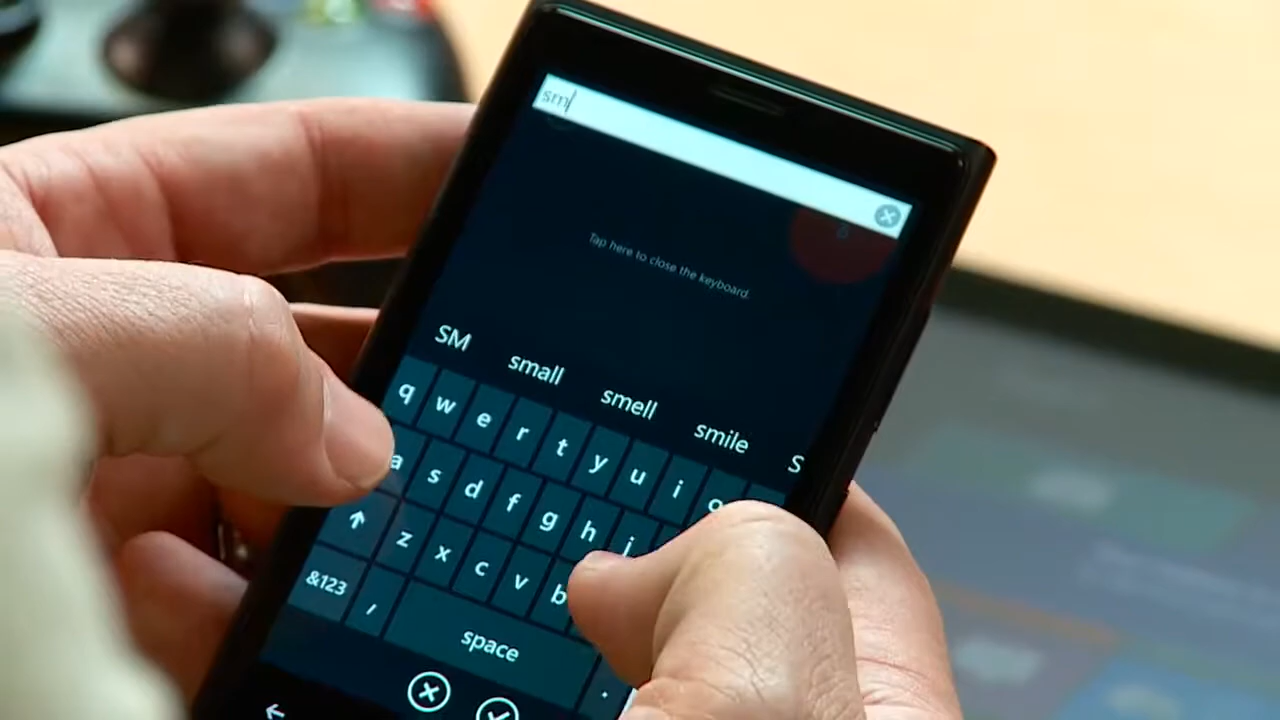 sm
Tap here to close the keyboard.
SM small smell smile S
q w e r t y u i o
a s d f g h j
z x c v b
&123 , space .